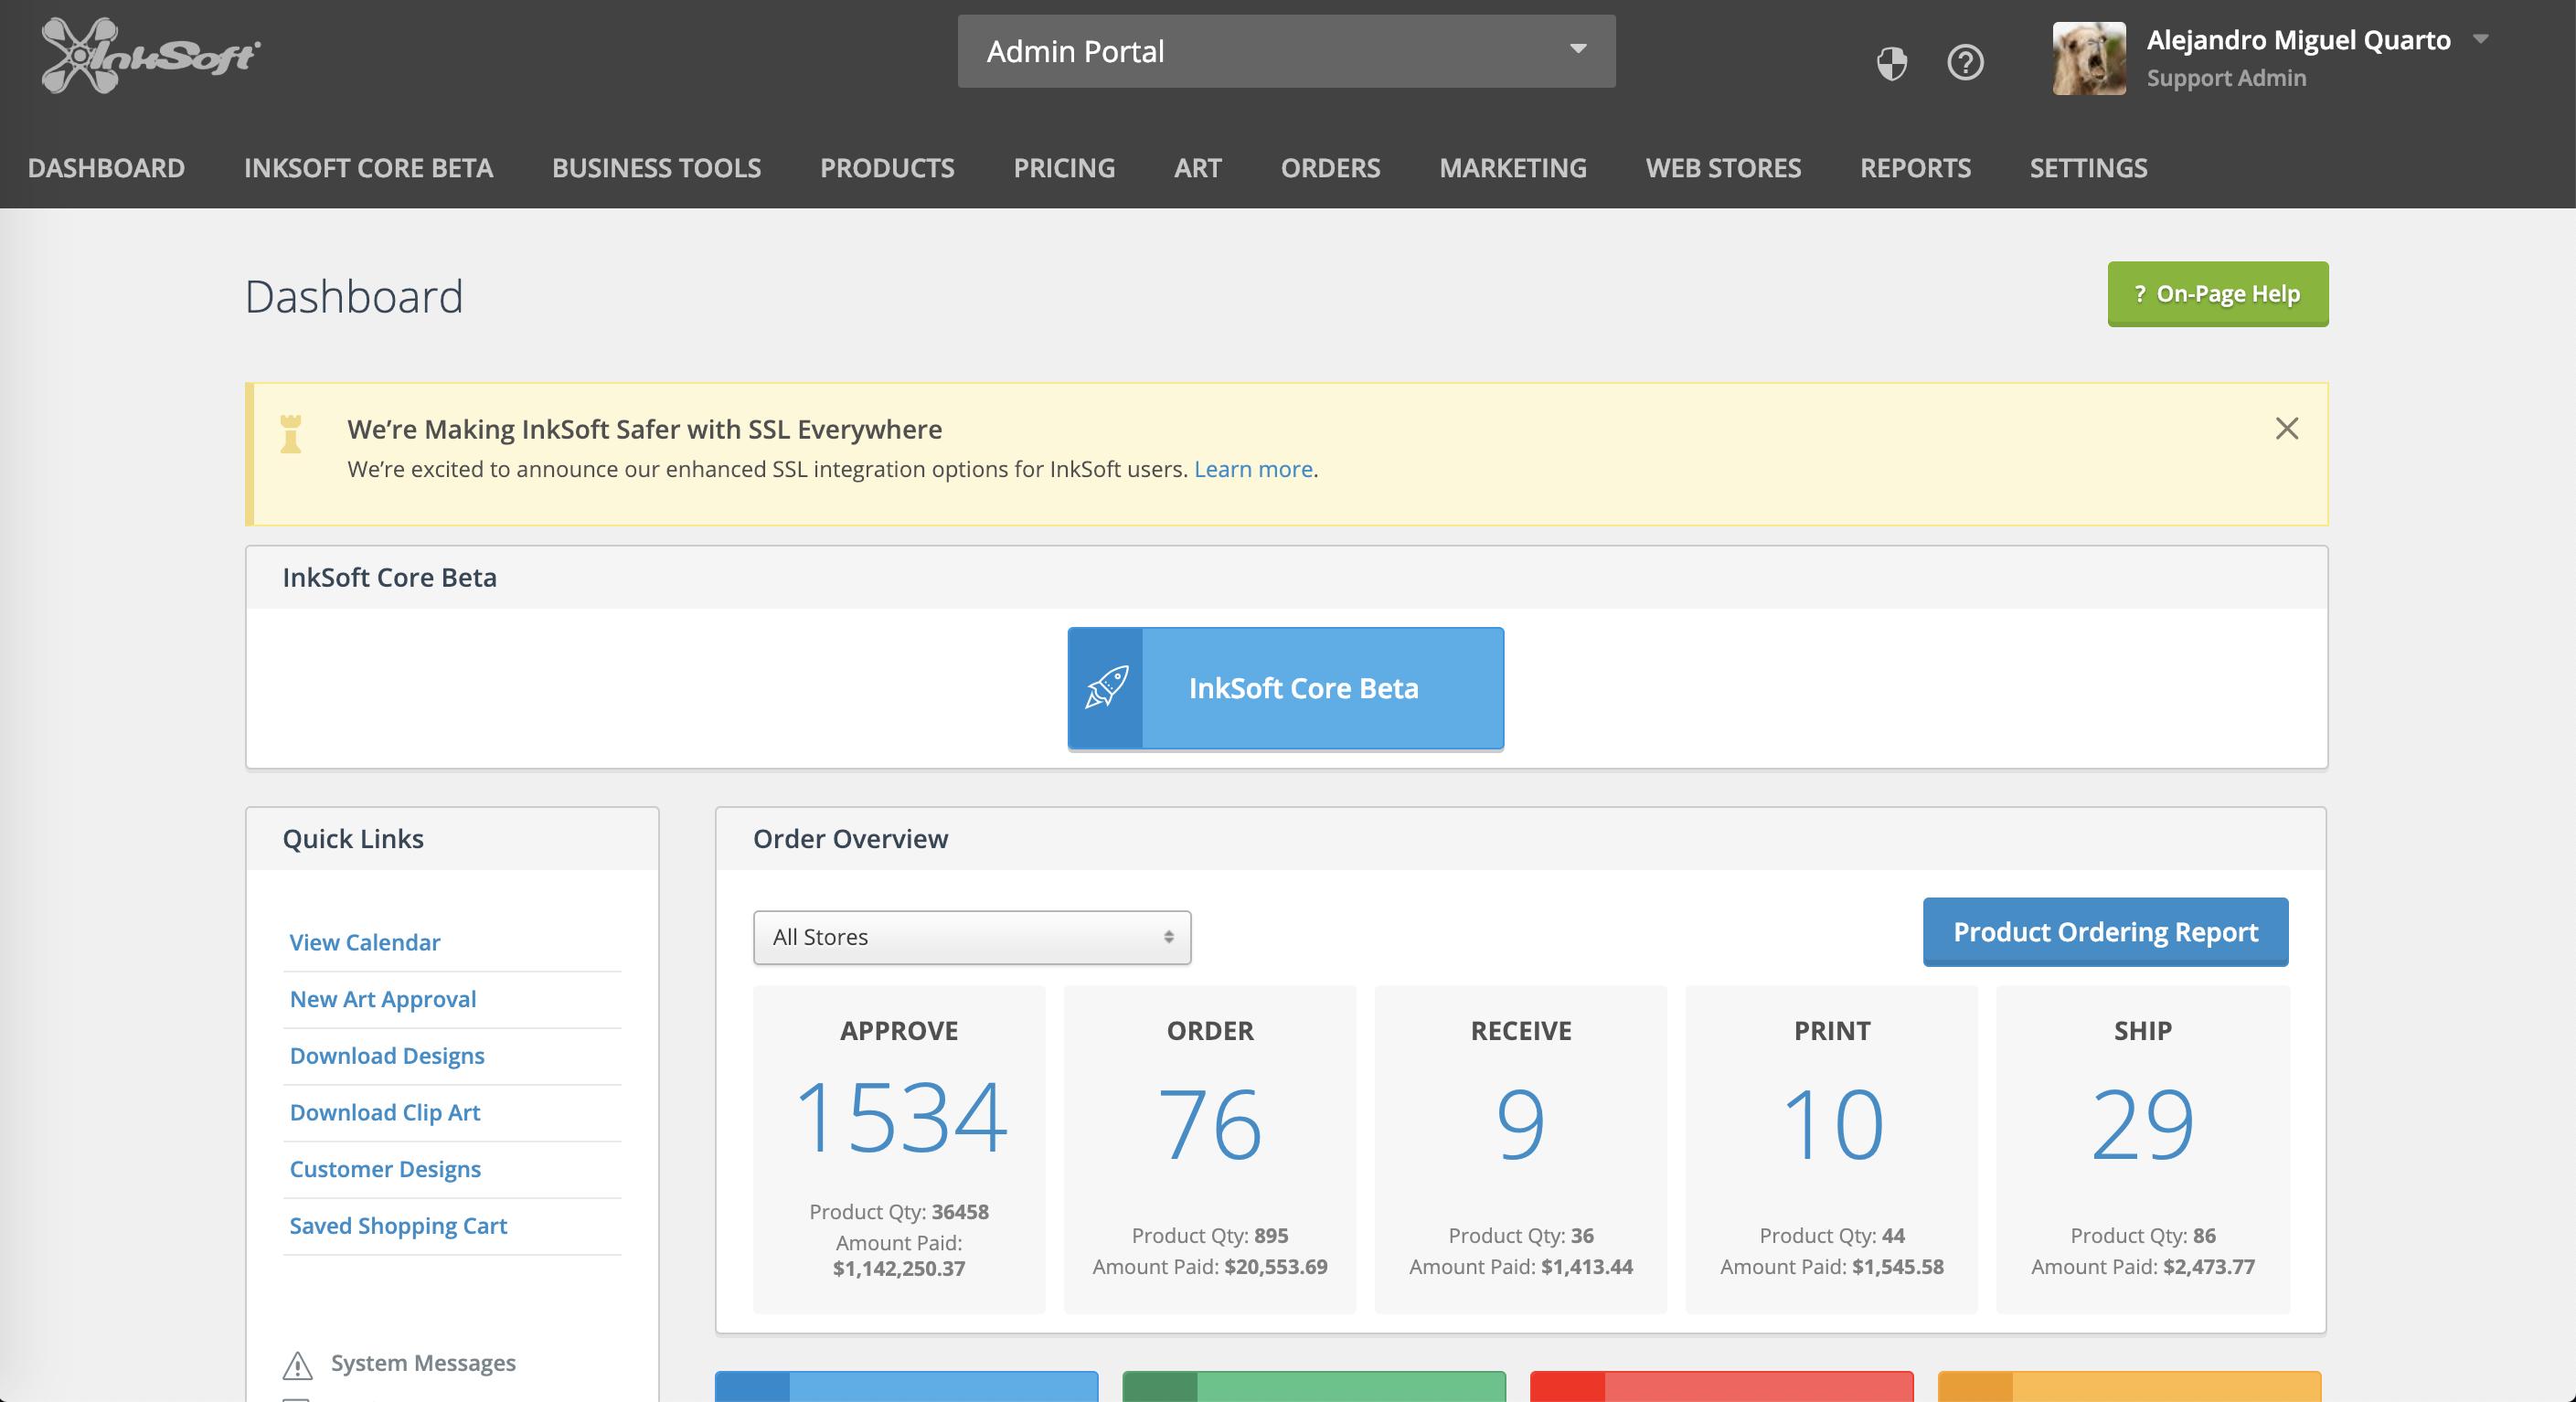 InkSoft
Admin Portal
Alejandro Miguel Quarto
Support Admin
DASHBOARD
INKSOFT CORE BETA
BUSINESS TOOLS
PRODUCTS
PRICING
ART
ORDERS
MARKETING
WEB STORES
REPORTS
SETTINGS
Dashboard
? On-Page Help
We’re Making InkSoft Safer with SSL Everywhere
We’re excited to announce our enhanced SSL integration options for InkSoft users. Learn more.
InkSoft Core Beta
InkSoft Core Beta
Quick Links
View Calendar
New Art Approval
Download Designs
Download Clip Art
Customer Designs
Saved Shopping Cart
System Messages
Order Overview
All Stores
Product Ordering Report
APPROVE
1534
Product Qty: 36458
Amount Paid:
$1,142,250.37
ORDER
76
Product Qty: 895
Amount Paid: $20,553.69
RECEIVE
9
Product Qty: 36
Amount Paid: $1,413.44
PRINT
10
Product Qty: 44
Amount Paid: $1,545.58
SHIP
29
Product Qty: 86
Amount Paid: $2,473.77